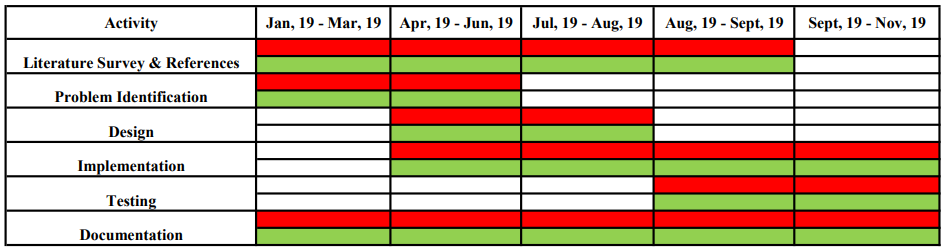 Activity Jan, 19 - Mar, 19 Apr, 19 - Jun, 19 Jul, 19 - Aug, 19 Aug, 19 - Sept, 19 Sept, 19 - Nov, 19
Literature Survey & References
Problem Identification
Design
Implementation
Testing
Documentation